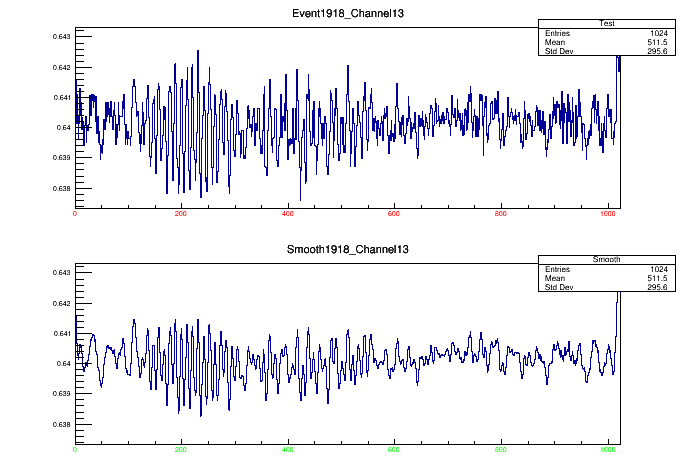 Event1918_Channel13
Test
Entries 1024
Mean 511.5
Std Dev 295.6
0.643
0.642
0.641
0.64
0.639
0.638
0 200 400 600 800 1000
Smooth1918_Channel13
Smooth
Entries 1024
Mean 511.5
Std Dev 295.6
0.643
0.642
0.641
0.64
0.639
0.638
0 200 400 600 800 1000